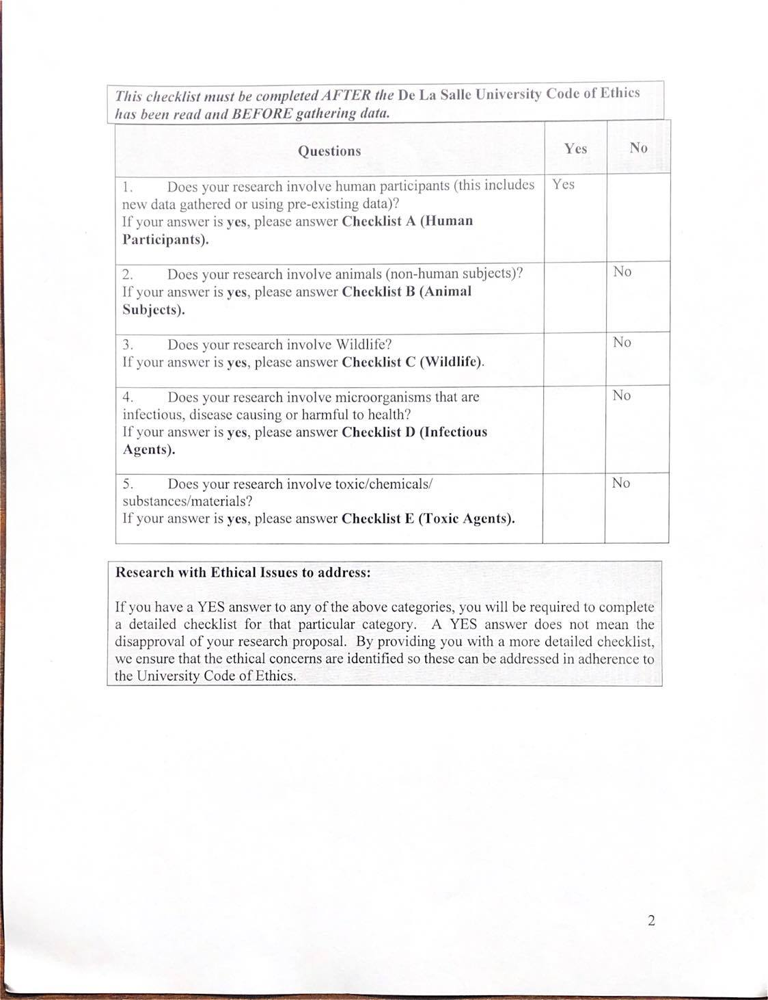 This checklist must be completed AFTER the De La Salle University Code of Ethics
has been read and BEFORE gathering data.
Questions
Yes
No
1. Does your research involve human participants (this includes
new data gathered or using pre-existing data)?
If your answer is yes, please answer Checklist A (Human
Participants).
Yes
2. Does your research involve animals (non-human subjects)?
If your answer is yes, please answer Checklist B (Animal
Subjects).
No
3. Does your research involve Wildlife?
If your answer is yes, please answer Checklist C (Wildlife).
No
4. Does your research involve microorganisms that are
infectious, disease causing or harmful to health?
If your answer is yes, please answer Checklist D (Infectious
Agents).
No
5. Does your research involve toxic/chemicals/
substances/materials?
If your answer is yes, please answer Checklist E (Toxic Agents).
No
Research with Ethical Issues to address:
If you have a YES answer to any of the above categories, you will be required to complete
a detailed checklist for that particular category. A YES answer does not mean the
disapproval of your research proposal. By providing you with a more detailed checklist,
we ensure that the ethical concerns are identified so these can be addressed in adherence to
the University Code of Ethics.
2